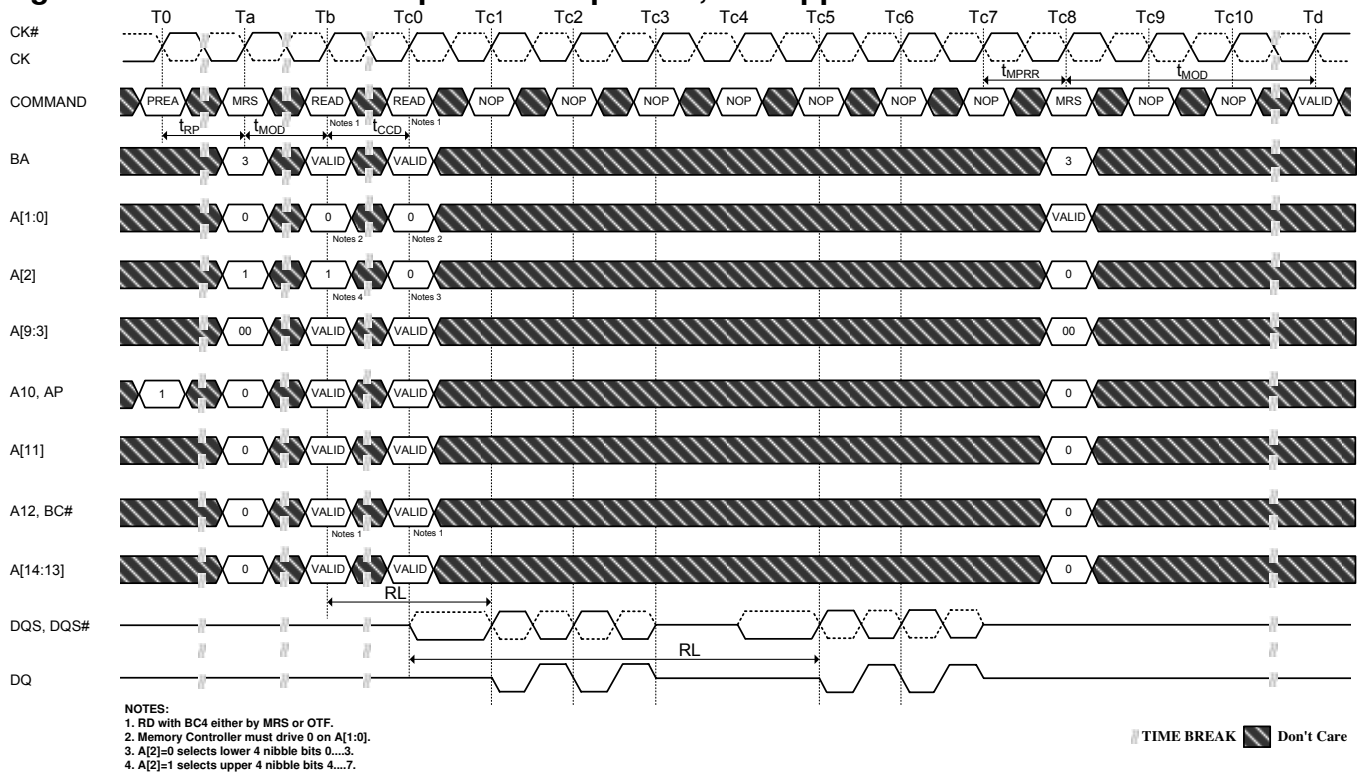 T0 Ta Tb Tc0 Tc1 Tc2 Tc3 Tc4 Tc5 Tc6 Tc7 Tc8 Tc9 Tc10 Td
CK#
CK
tMPRR tMOD
COMMAND PREA MRS READ READ NOP NOP NOP NOP NOP NOP NOP MRS NOP NOP VALID
Notes 1 Notes 1
tRP tMOD tCCD
BA 3 VALID VALID 3
A[1:0] 0 0 0 VALID
Notes 2 Notes 2
A[2] 1 1 0 0
Notes 4 Notes 3
A[9:3] 00 VALID VALID 00
A10, AP 1 0 VALID VALID 0
A[11] 0 VALID VALID 0
A12, BC# 0 VALID VALID 0
Notes 1 Notes 1
A[14:13] 0 VALID VALID 0
RL
DQS, DQS#
RL
DQ
NOTES:
1. RD with BC4 either by MRS or OTF.
2. Memory Controller must drive 0 on A[1:0].
3. A[2]=0 selects lower 4 nibble bits 0....3.
4. A[2]=1 selects upper 4 nibble bits 4....7.
TIME BREAK Don't Care